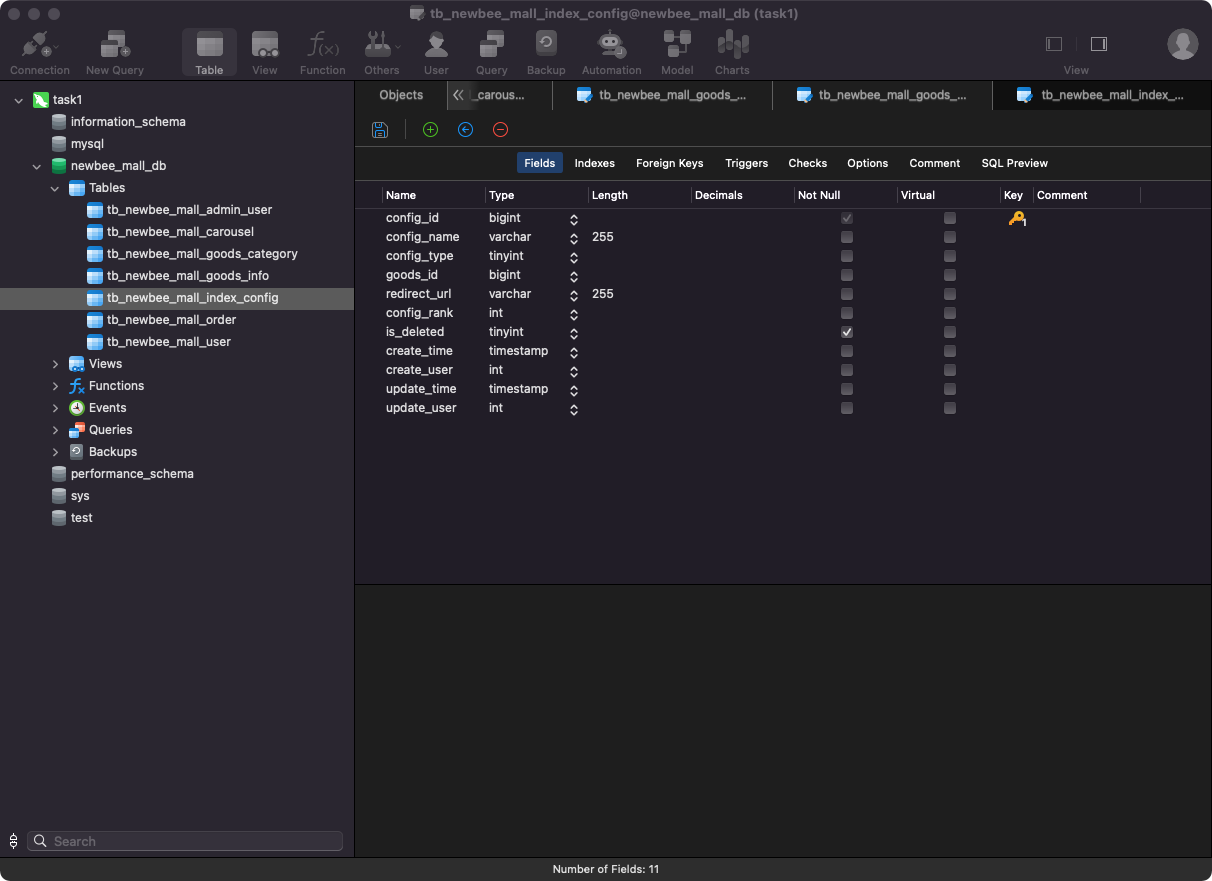 tb_newbee_mall_index_config@newbee_mall_db (task1)
Connection New Query Table View Function Others User Query Backup Automation Model Charts View
task1
information_schema
mysql
newbee_mall_db
Tables
tb_newbee_mall_admin_user
tb_newbee_mall_carousel
tb_newbee_mall_goods_category
tb_newbee_mall_goods_info
tb_newbee_mall_index_config
tb_newbee_mall_order
tb_newbee_mall_user
Views
Functions
Events
Queries
Backups
performance_schema
sys
test
Search
Objects l_carous... tb_newbee_mall_goods_... tb_newbee_mall_goods_... tb_newbee_mall_index_...
Fields Indexes Foreign Keys Triggers Checks Options Comment SQL Preview
Name Type Length Decimals Not Null Virtual Key Comment
config_id bigint 1
config_name varchar 255
config_type tinyint
goods_id bigint
redirect_url varchar 255
config_rank int
is_deleted tinyint
create_time timestamp
create_user int
update_time timestamp
update_user int
Number of Fields: 11